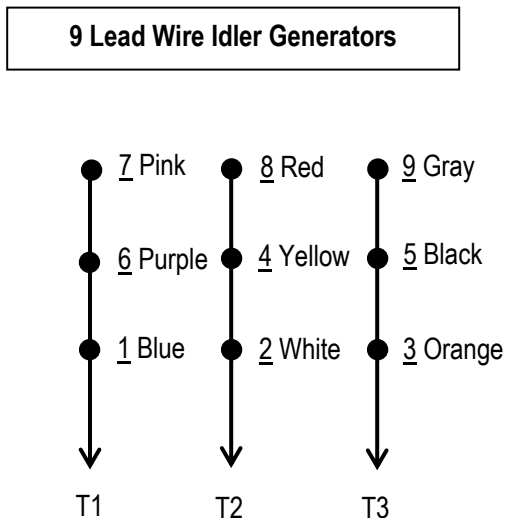 9 Lead Wire Idler Generators
7 Pink 8 Red 9 Gray
6 Purple 4 Yellow 5 Black
1 Blue 2 White 3 Orange
T1 T2 T3